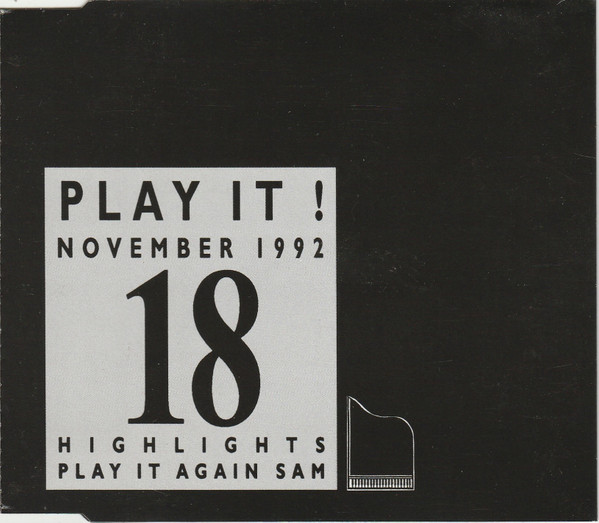 PLAY IT !
NOVEMBER 1992
18
HIGHLIGHTS
PLAY IT AGAIN SAM